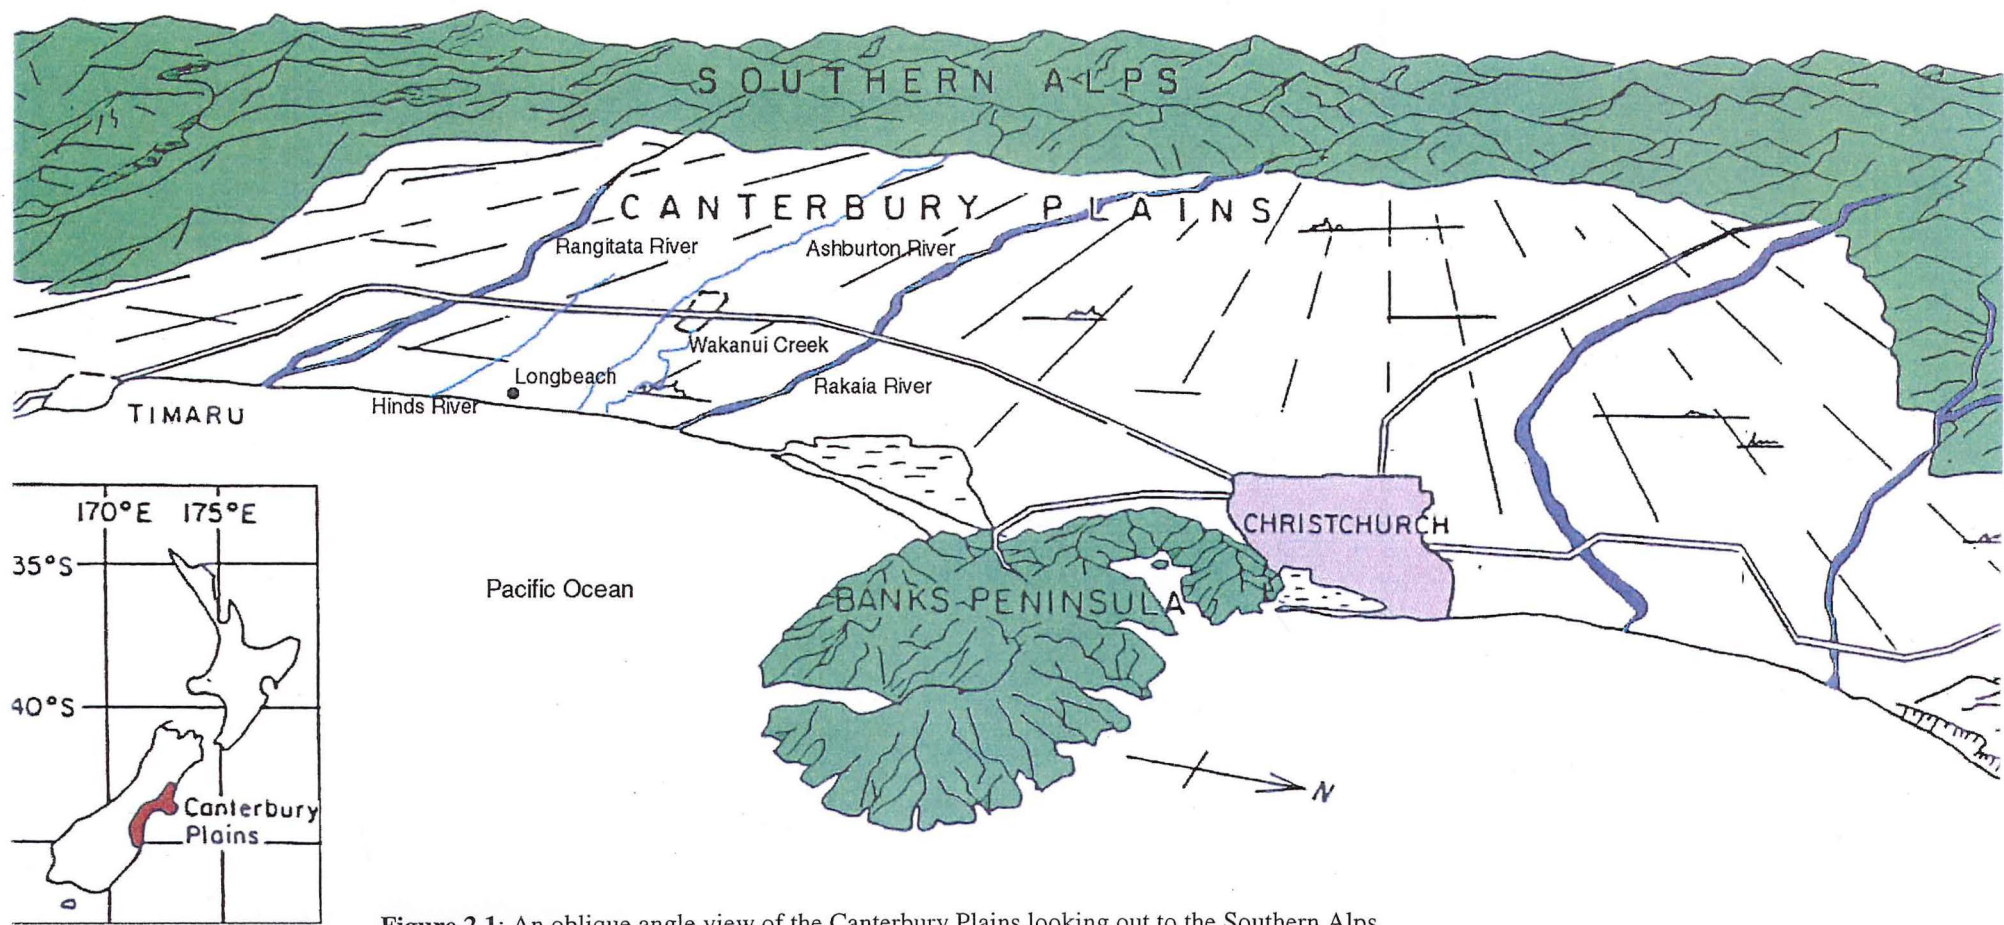 SOUTHERN ALPS
CANTERBURY PLAINS
Rangitata River
Ashburton River
Wakanui Creek
Longbeach
Rakaia River
Hinds River
TIMARU
170°E 175°E
35°S
CHRISTCHURCH
Pacific Ocean
BANKS PENINSULA
40°S
N
Canterbury
Plains
Figure 2.1: An oblique angle view of the Canterbury Plains looking out to the Southern Alps